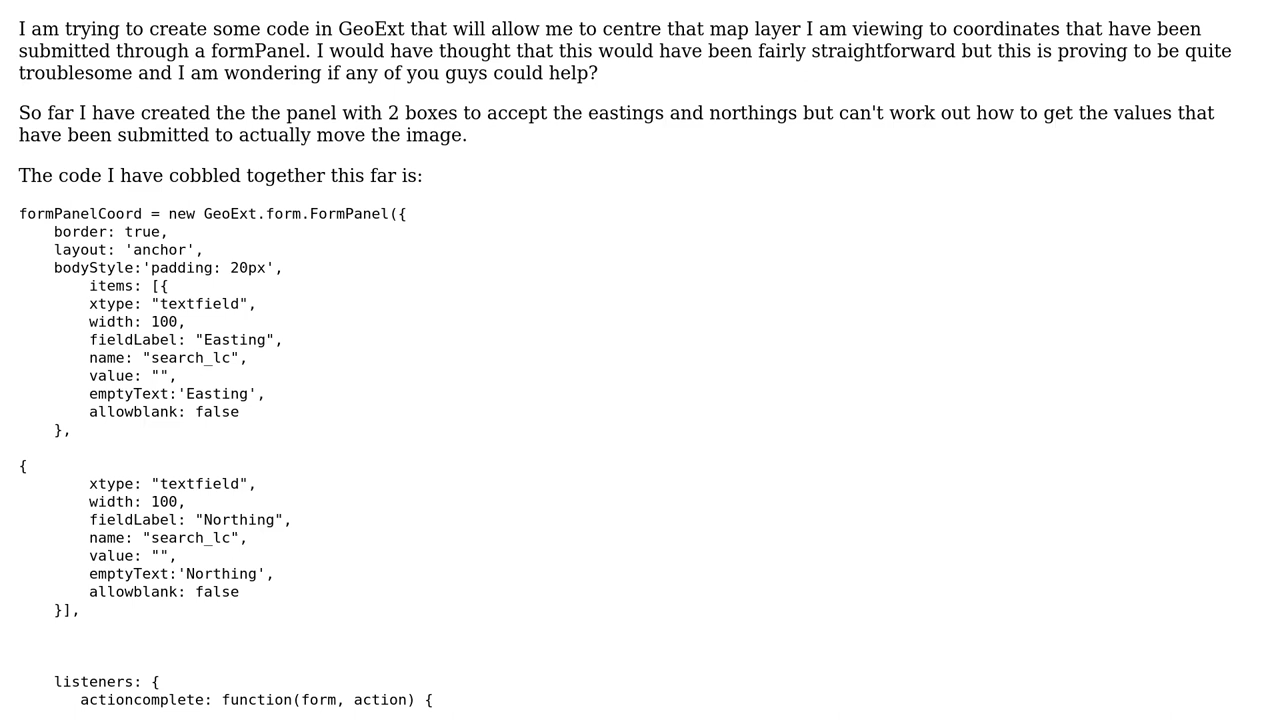 I am trying to create some code in GeoExt that will allow me to centre that map layer I am viewing to coordinates that have been
submitted through a formPanel. I would have thought that this would have been fairly straightforward but this is proving to be quite
troublesome and I am wondering if any of you guys could help?
So far I have created the the panel with 2 boxes to accept the eastings and northings but can't work out how to get the values that
have been submitted to actually move the image.
The code I have cobbled together this far is:
formPanelCoord = new GeoExt.form.FormPanel({
    border: true,
    layout: 'anchor',
    bodyStyle:'padding: 20px',
        items: [{
        xtype: "textfield",
        width: 100,
        fieldLabel: "Easting",
        name: "search_lc",
        value: "",
        emptyText:'Easting',
        allowblank: false
    },
{
        xtype: "textfield",
        width: 100,
        fieldLabel: "Northing",
        name: "search_lc",
        value: "",
        emptyText:'Northing',
        allowblank: false
    }],
    listeners: {
       actioncomplete: function(form, action) {